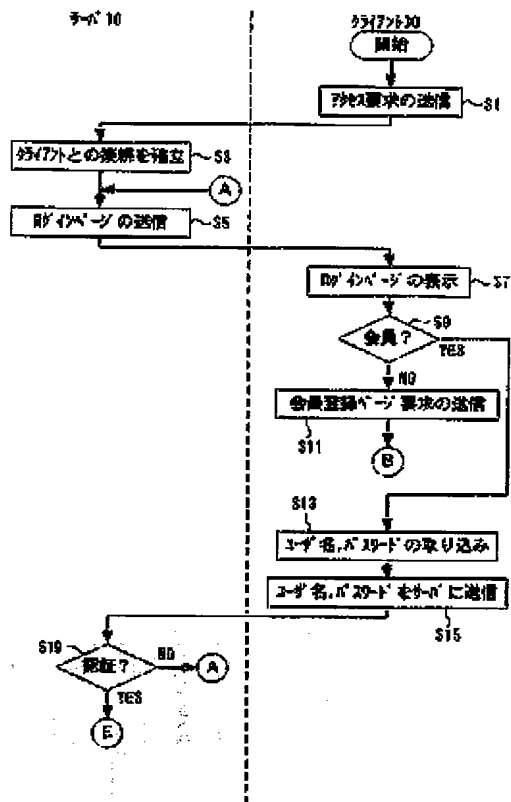 サーバ10
クライアント30
開始
アクセス要求の送信
S1
クライアントとの接続を確立
S3
A
ログインページの送信
S5
ログインページの表示
S7
S9
会員?
YES
NO
会員登録ページ要求の送信
S11
B
S13
ユーザ名,パスワードの取り込み
ユーザ名,パスワードをサーバに送信
S15
S19
認証?
NO
A
YES
E